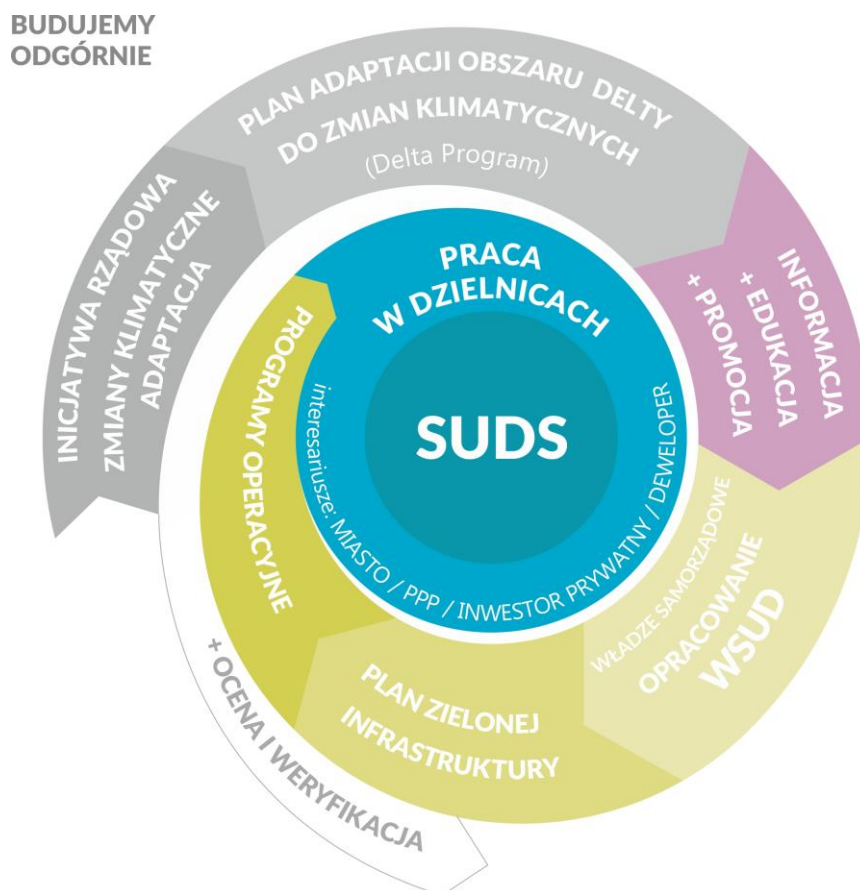 BUDUJEMY
ODGÓRNIE
INICJATYWA RZĄDOWA
ZMIANY KLIMATYCZNE
ADAPTACJA
PLAN ADAPTACJI OBSZARU DELTY
DO ZMIAN KLIMATYCZNYCH
(Delta Program)
INFORMACJA
+ EDUKACJA
+ PROMOCJA
WŁADZE SAMORZĄDOWE
OPRACOWANIE
WSUD
PLAN ZIELONEJ
INFRASTRUKTURY
PROGRAMY OPERACYJNE
+ OCENA I WERYFIKACJA
PRACA
W DZIELNICACH
SUDS
interesariusze: MIASTO / PPP / INWESTOR PRYWATNY / DEWELOPER